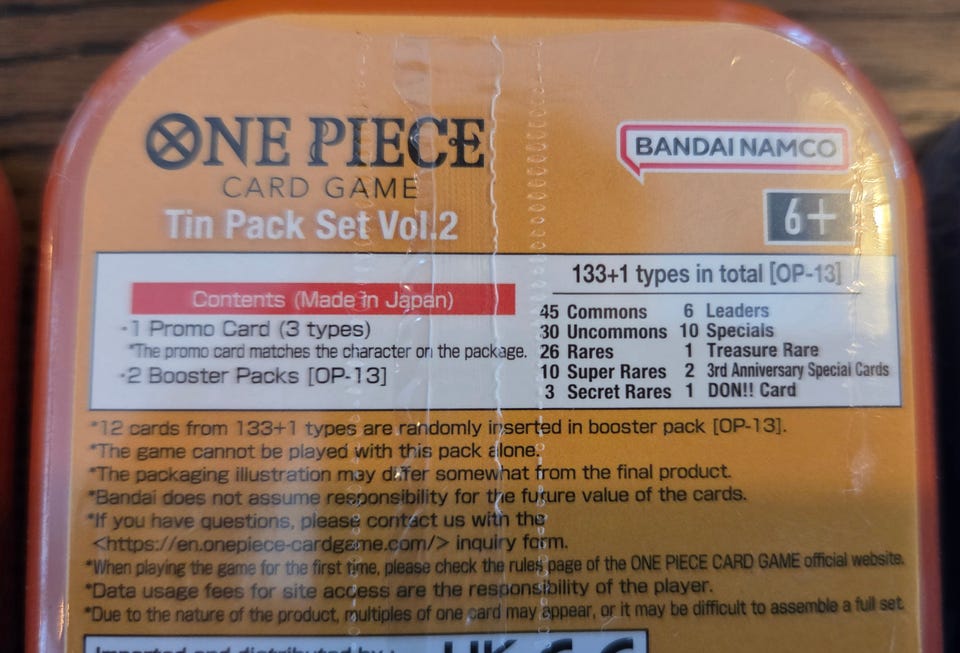 ONE PIECE
CARD GAME
Tin Pack Set Vol.2
BANDAI NAMCO
6+
Contents (Made in Japan)
･1 Promo Card (3 types)
*The promo card matches the character on the package.
･2 Booster Packs [OP-13]
133+1 types in total [OP-13]
45 Commons 6 Leaders
30 Uncommons 10 Specials
26 Rares 1 Treasure Rare
10 Super Rares 2 3rd Anniversary Special Cards
3 Secret Rares 1 DON!! Card
*12 cards from 133+1 types are randomly inserted in booster pack [OP-13].
*The game cannot be played with this pack alone.
*The packaging illustration may differ somewhat from the final product.
*Bandai does not assume responsibility for the future value of the cards.
*If you have questions, please contact us with the
<https://en.onepiece-cardgame.com/> inquiry form.
*When playing the game for the first time, please check the rules page of the ONE PIECE CARD GAME official website.
*Data usage fees for site access are the responsibility of the player.
*Due to the nature of the product, multiples of one card may appear, or it may be difficult to assemble a full set.
Imported and distributed by :